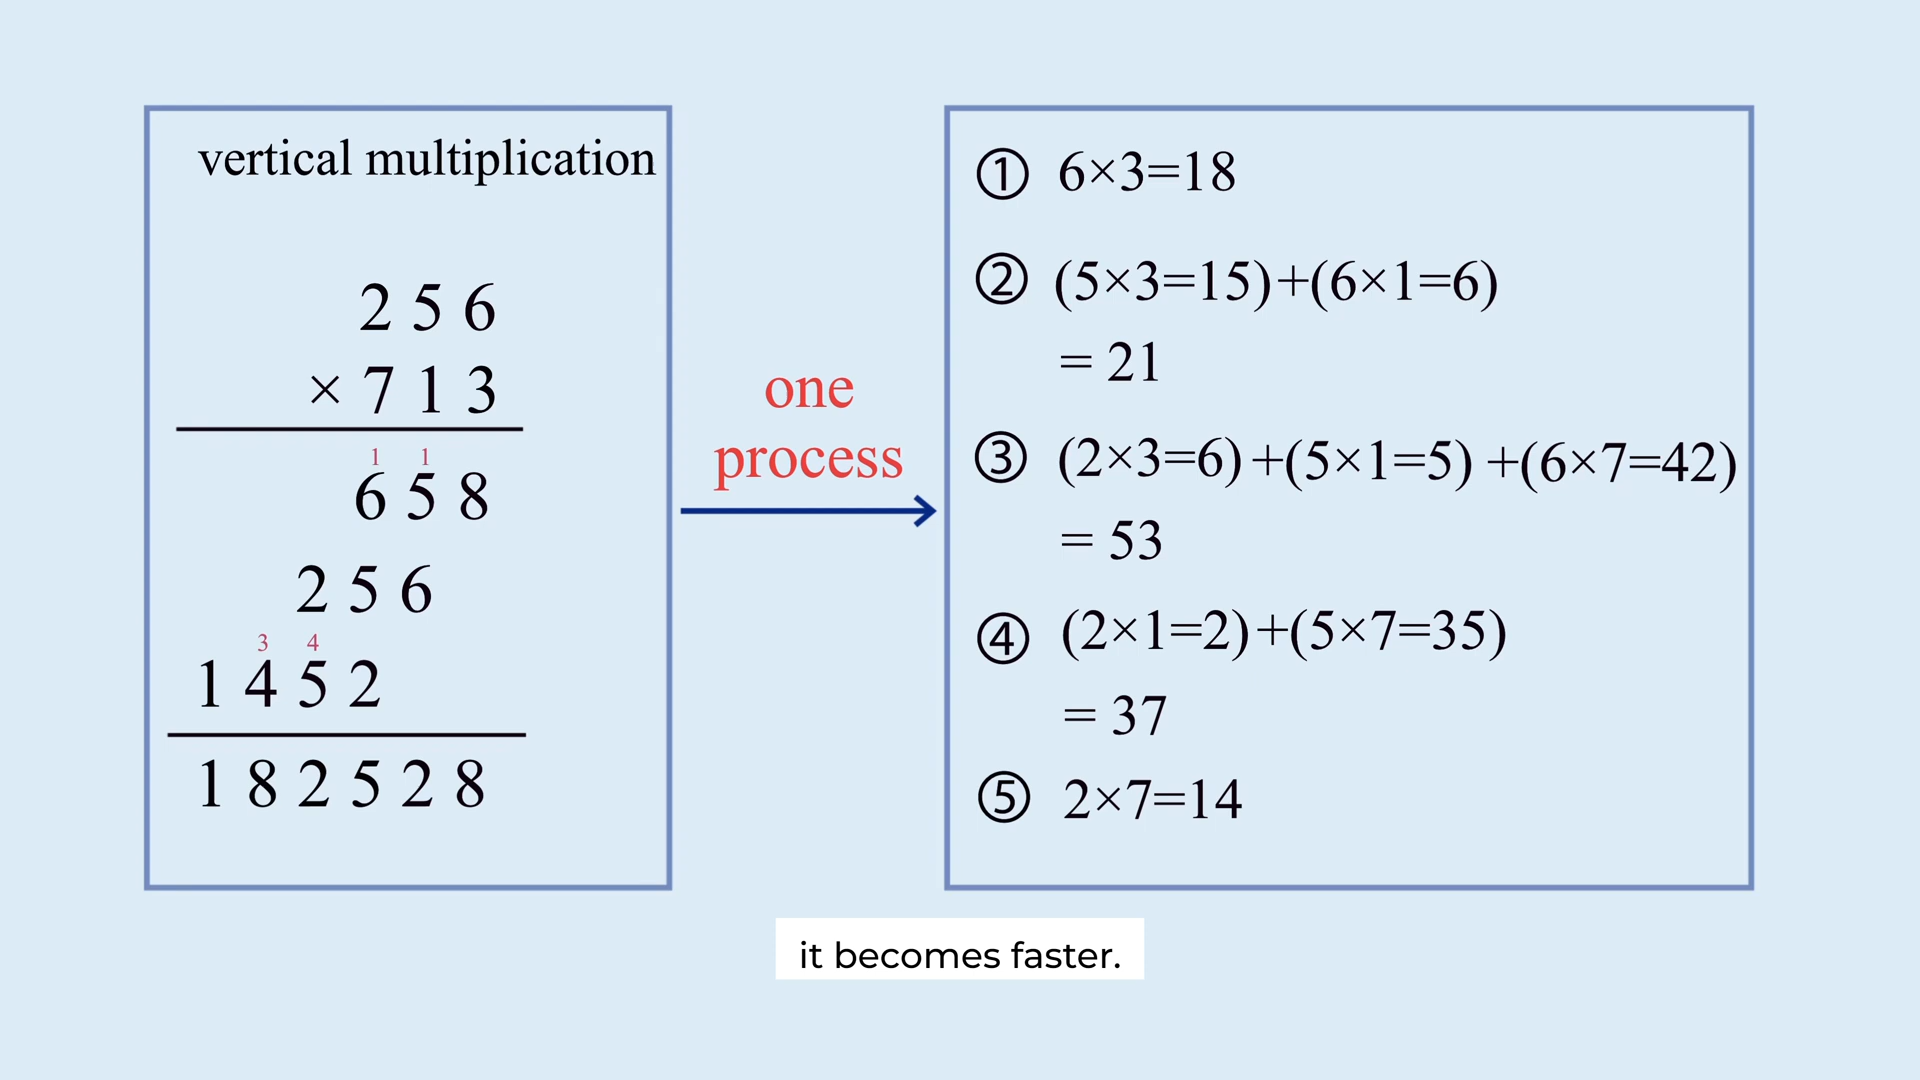 vertical multiplication
2 5 6
× 7 1 3
1 1
6 5 8
2 5 6
3 4
1 4 5 2
1 8 2 5 2 8
one
process
① 6×3=18
② (5×3=15)+(6×1=6)
= 21
③ (2×3=6)+(5×1=5) +(6×7=42)
= 53
④ (2×1=2)+(5×7=35)
= 37
⑤ 2×7=14
it becomes faster.